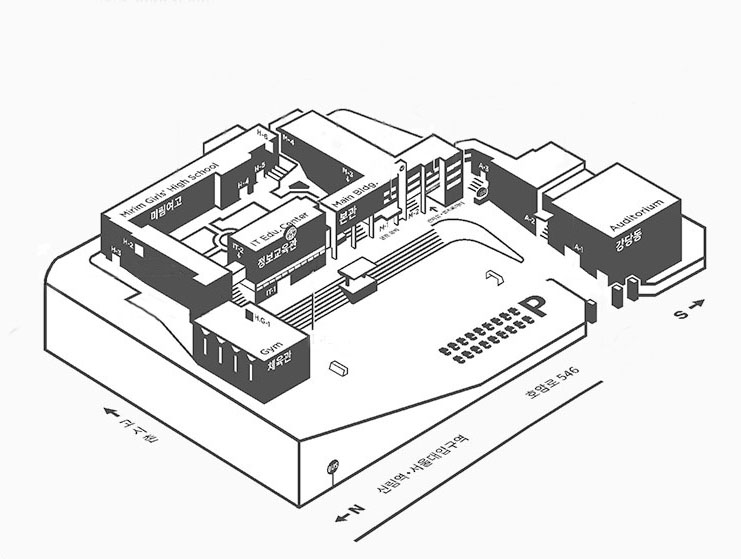 H-6
M-4
H-5
H-4
M-3
A-3
Mirim Girls' High School
미림여고
Main Bldg.
본관
M-2
M-1
IT Edu Center
정보교육관
IT-2
IT-1
H-2
H-3
A-2
A-1
Auditorium
강당동
H.G-1
Gym
체육관
P
S
호암로 546
고시촌
신림역•서울대입구역
N